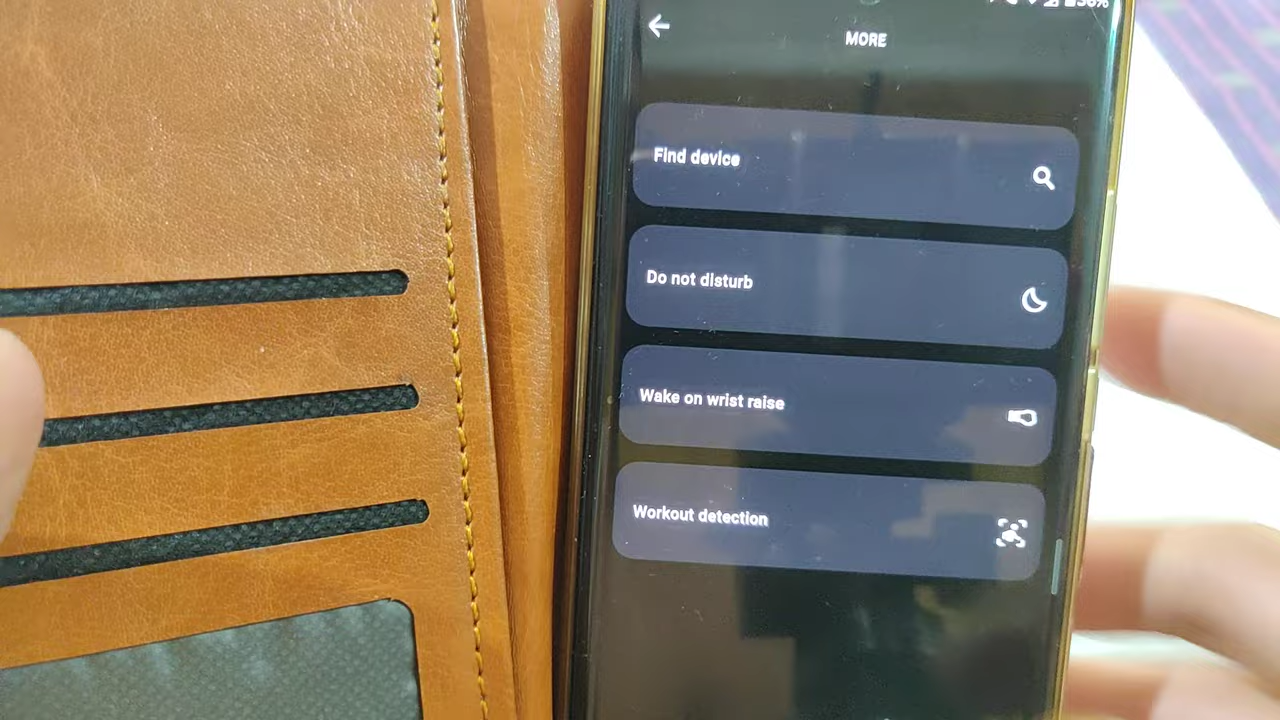 MORE
Find device
Do not disturb
Wake on wrist raise
Workout detection